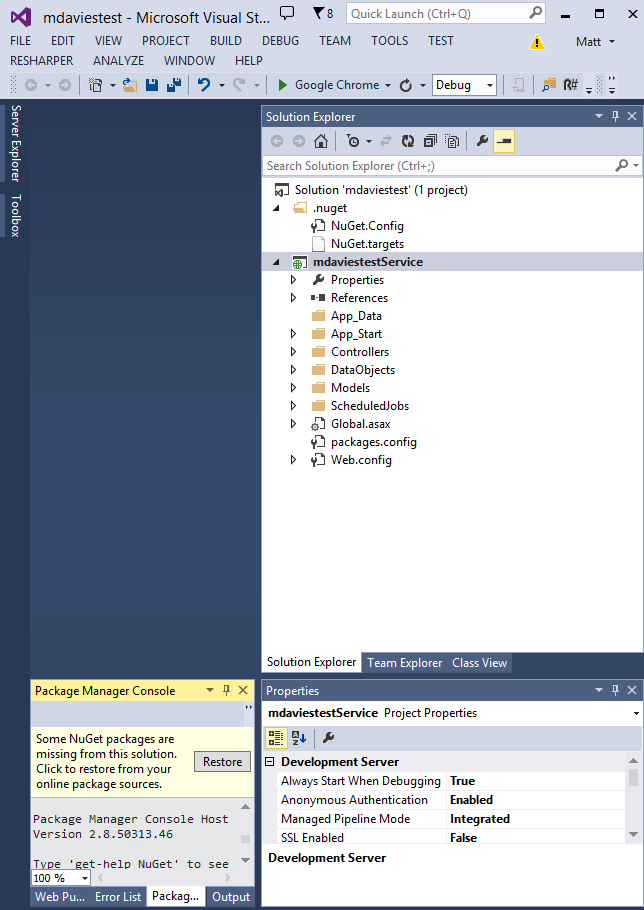 mdaviestest - Microsoft Visual St...
8
Quick Launch (Ctrl+Q)
FILE EDIT VIEW PROJECT BUILD DEBUG TEAM TOOLS TEST Matt
RESHARPER ANALYZE WINDOW HELP
Google Chrome Debug R#
Server Explorer
Toolbox
Solution Explorer
Search Solution Explorer (Ctrl+;)
Solution 'mdaviestest' (1 project)
.nuget
NuGet.Config
NuGet.targets
mdaviestestService
Properties
References
App_Data
App_Start
Controllers
DataObjects
Models
ScheduledJobs
Global.asax
packages.config
Web.config
Solution Explorer Team Explorer Class View
Package Manager Console
Some NuGet packages are
missing from this solution.
Click to restore from your
online package sources.
Restore
Package Manager Console Host
Version 2.8.50313.46
Type 'get-help NuGet' to see
100 %
Web Pu... Error List Packag... Output
Properties
mdaviestestService Project Properties
Development Server
Always Start When Debugging True
Anonymous Authentication Enabled
Managed Pipeline Mode Integrated
SSL Enabled False
Development Server